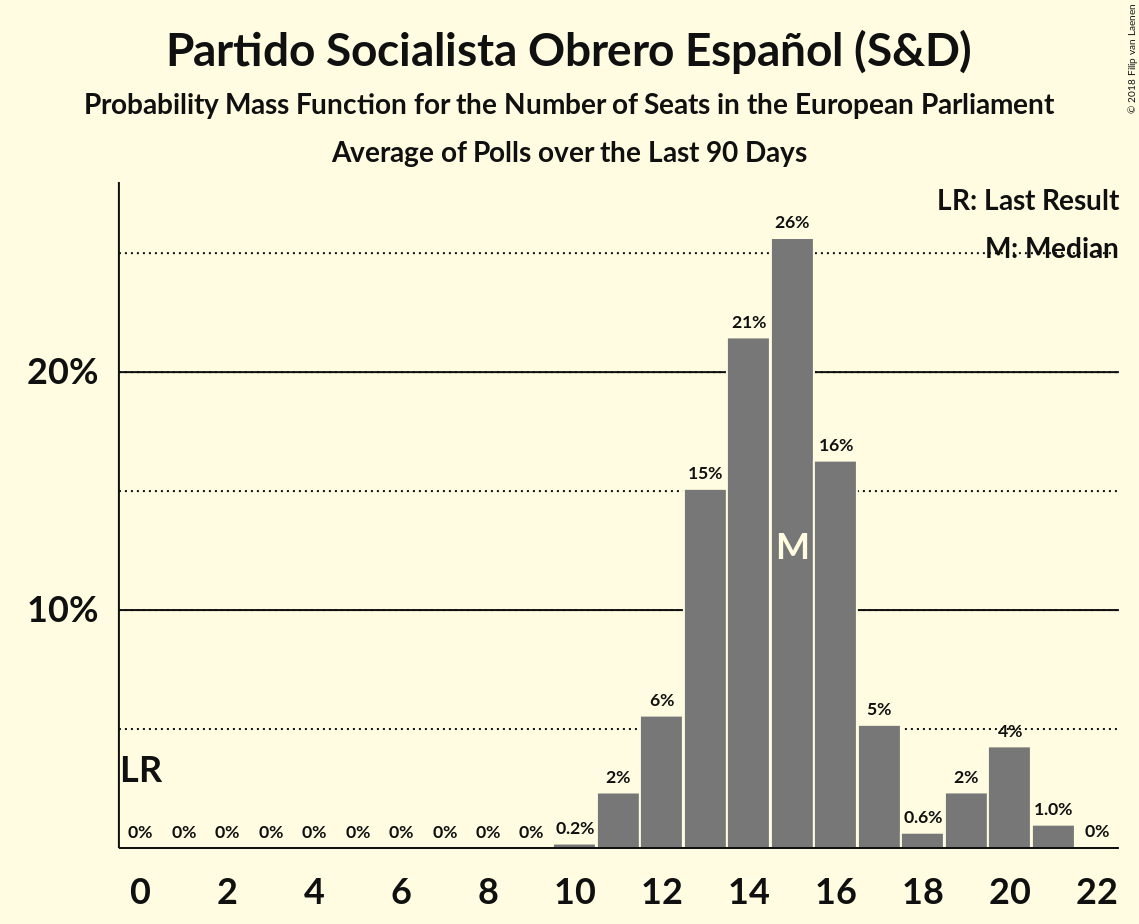 Partido Socialista Obrero Español (S&D)
Probability Mass Function for the Number of Seats in the European Parliament
Average of Polls over the Last 90 Days
© 2018 Filip van Laenen
LR: Last Result
M: Median
26%
21%
20%
16%
15%
M
10%
6%
5%
4%
LR
2%
2%
1.0%
0.6%
0.2%
0% 0% 0% 0% 0% 0% 0% 0% 0% 0% 0%
0 2 4 6 8 10 12 14 16 18 20 22